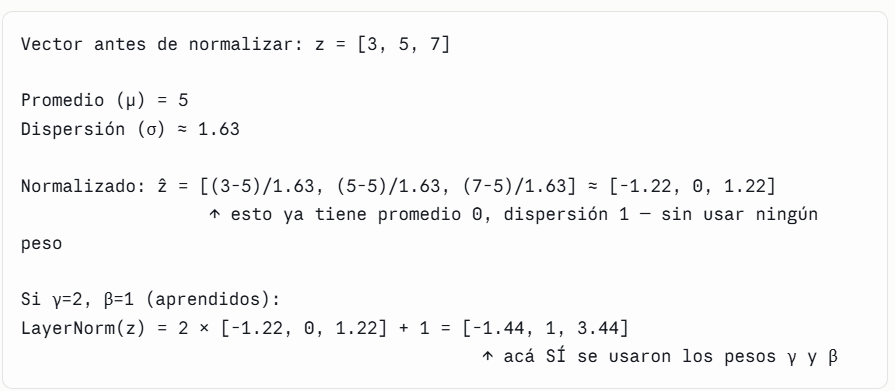 Vector antes de normalizar: z = [3, 5, 7]
Promedio (μ) = 5
Dispersión (σ) ≈ 1.63
Normalizado: ẑ = [(3-5)/1.63, (5-5)/1.63, (7-5)/1.63] ≈ [-1.22, 0, 1.22]
↑ esto ya tiene promedio 0, dispersión 1 — sin usar ningún
peso
Si γ=2, β=1 (aprendidos):
LayerNorm(z) = 2 × [-1.22, 0, 1.22] + 1 = [-1.44, 1, 3.44]
↑ acá SÍ se usaron los pesos γ y β